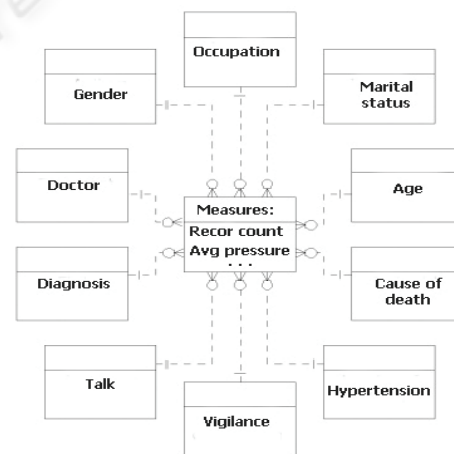 Occupation
Gender
Marital
status
Doctor
Measures:
Recor count
Avg pressure
. . .
Age
Diagnosis
Cause of
death
Talk
Vigilance
Hypertension